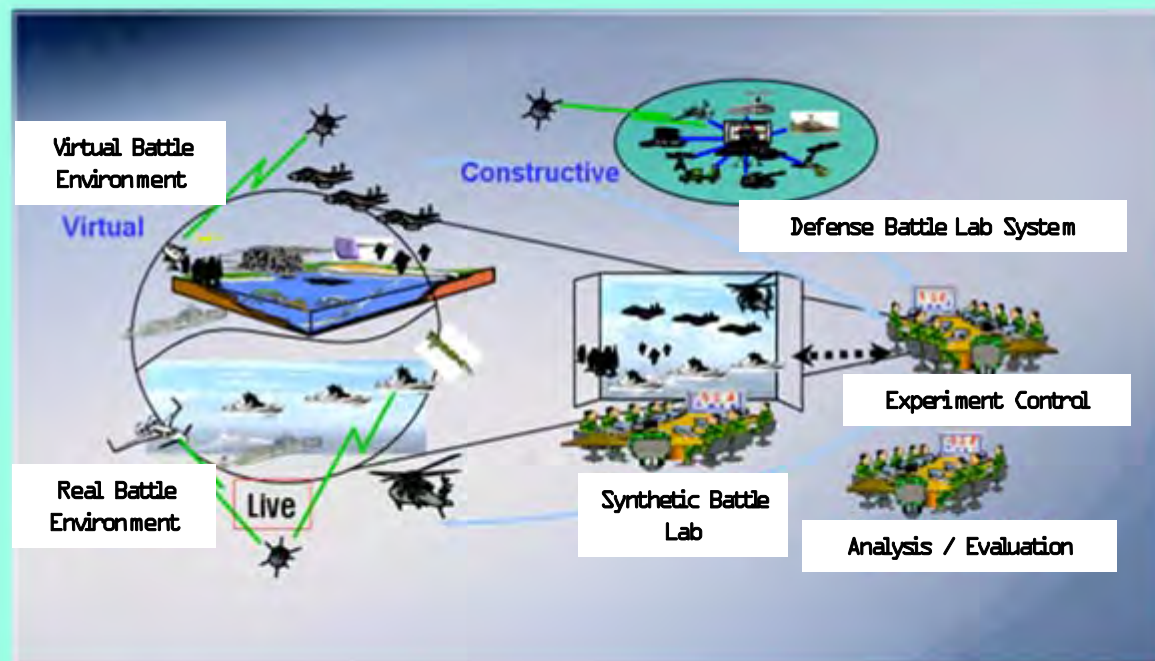 Virtual Battle
Environment
Virtual
Constructive
Defense Battle Lab System
Experiment Control
Real Battle
Environment
Live
Synthetic Battle
Lab
Analysis / Evaluation